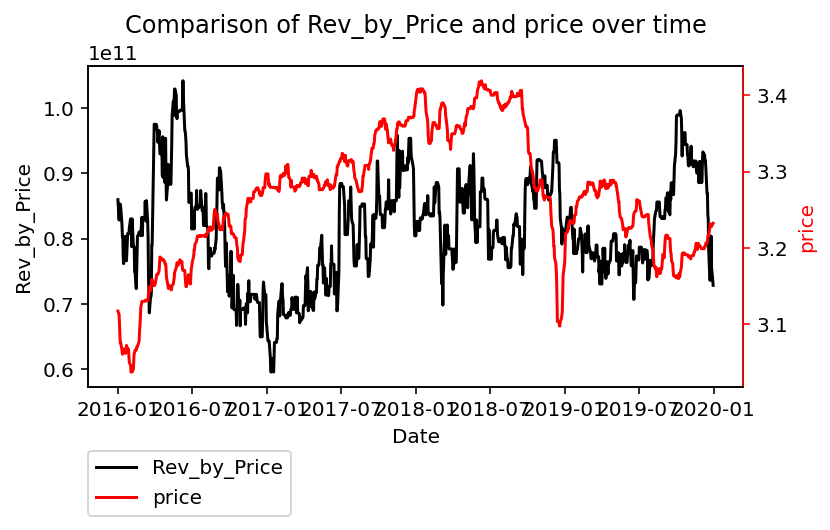 Comparison of Rev_by_Price and price over time
1e11
1.0
0.9
0.8
0.7
0.6
Rev_by_Price
3.4
3.3
3.2
3.1
price
2016-01 2016-07 2017-01 2017-07 2018-01 2018-07 2019-01 2019-07 2020-01
Date
Rev_by_Price
price